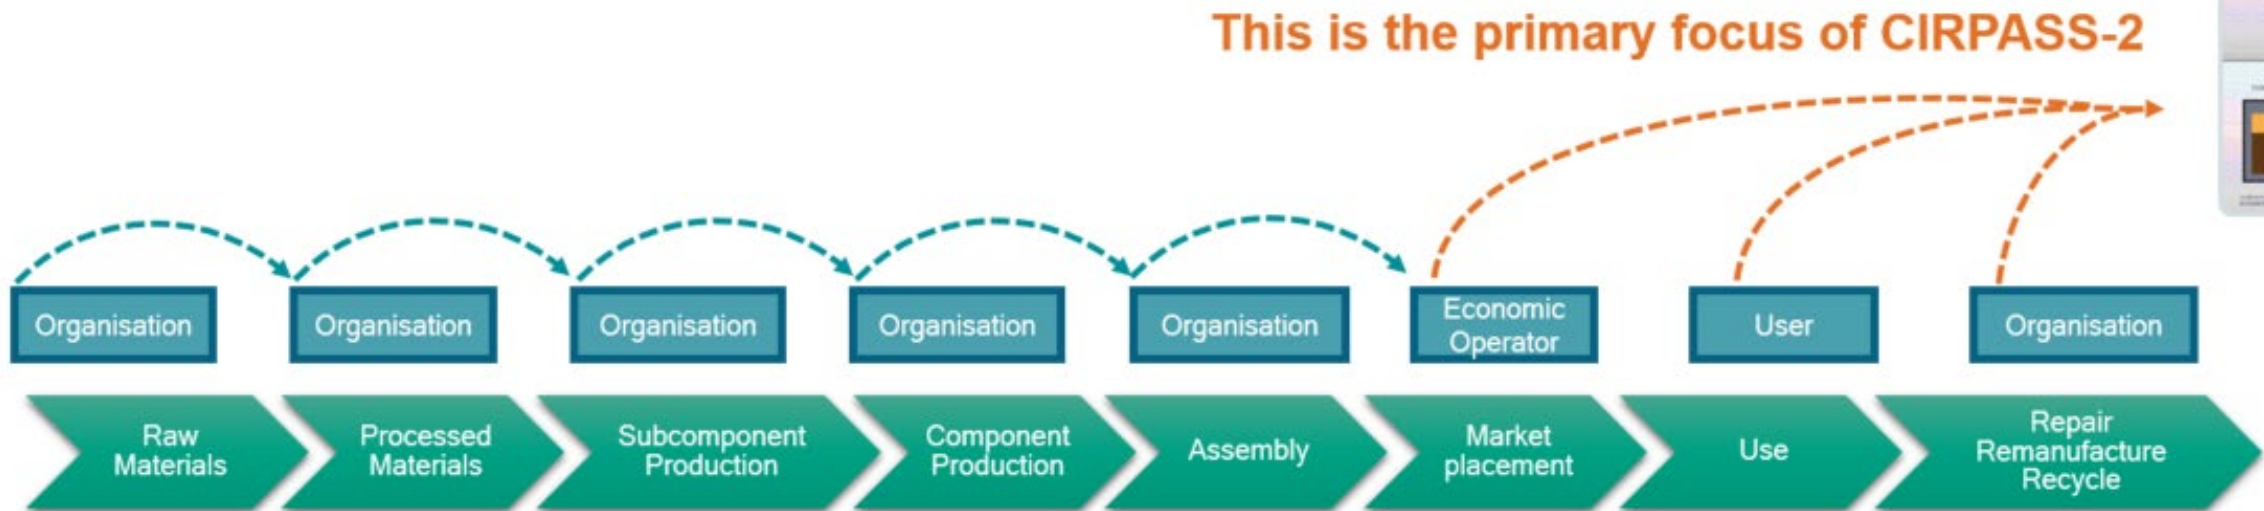 This is the primary focus of CIRPASS-2
Organisation
Organisation
Organisation
Organisation
Organisation
Economic
Operator
User
Organisation
Raw
Materials
Processed
Materials
Subcomponent
Production
Component
Production
Assembly
Market
placement
Use
Repair
Remanufacture
Recycle